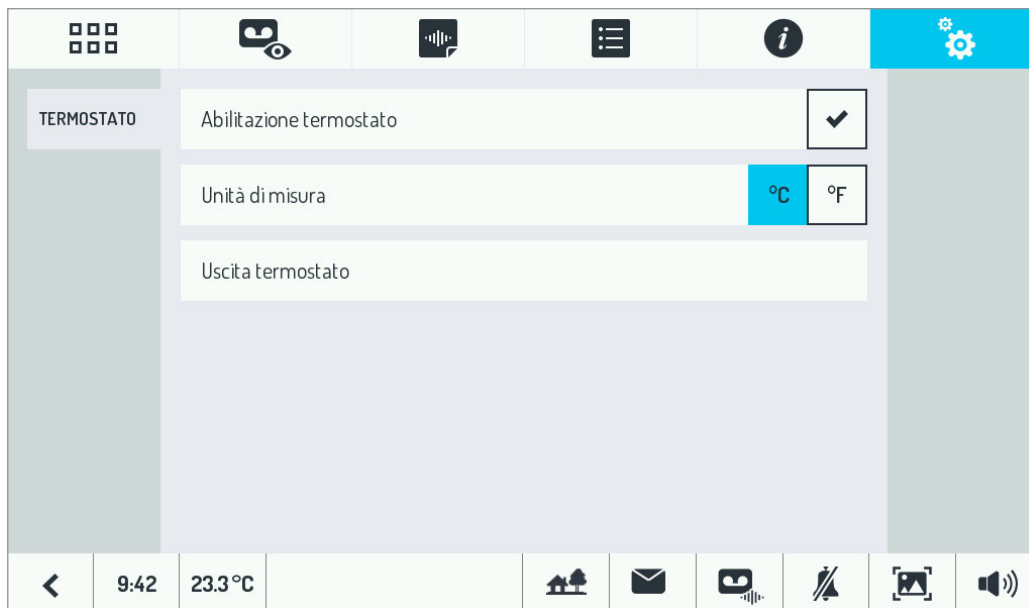 TERMOSTATO
Abilitazione termostato
Unità di misura
°C
°F
Uscita termostato
9:42
23.3 °C